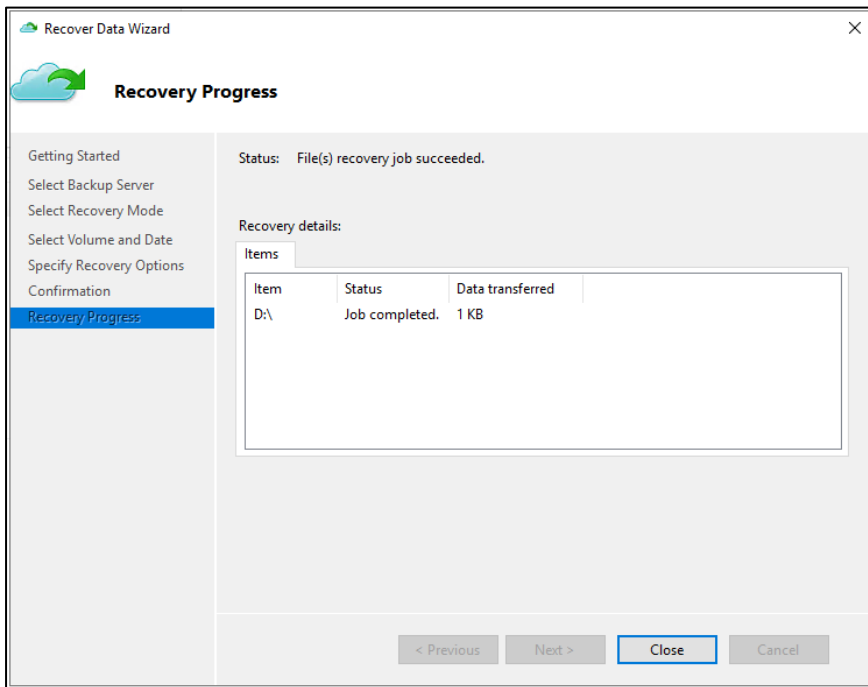 Recover Data Wizard
Recovery Progress
Getting Started
Select Backup Server
Select Recovery Mode
Select Volume and Date
Specify Recovery Options
Confirmation
Recovery Progress
Status: File(s) recovery job succeeded.
Recovery details:
Items
Item Status Data transferred
D:\ Job completed. 1 KB
< Previous Next > Close Cancel